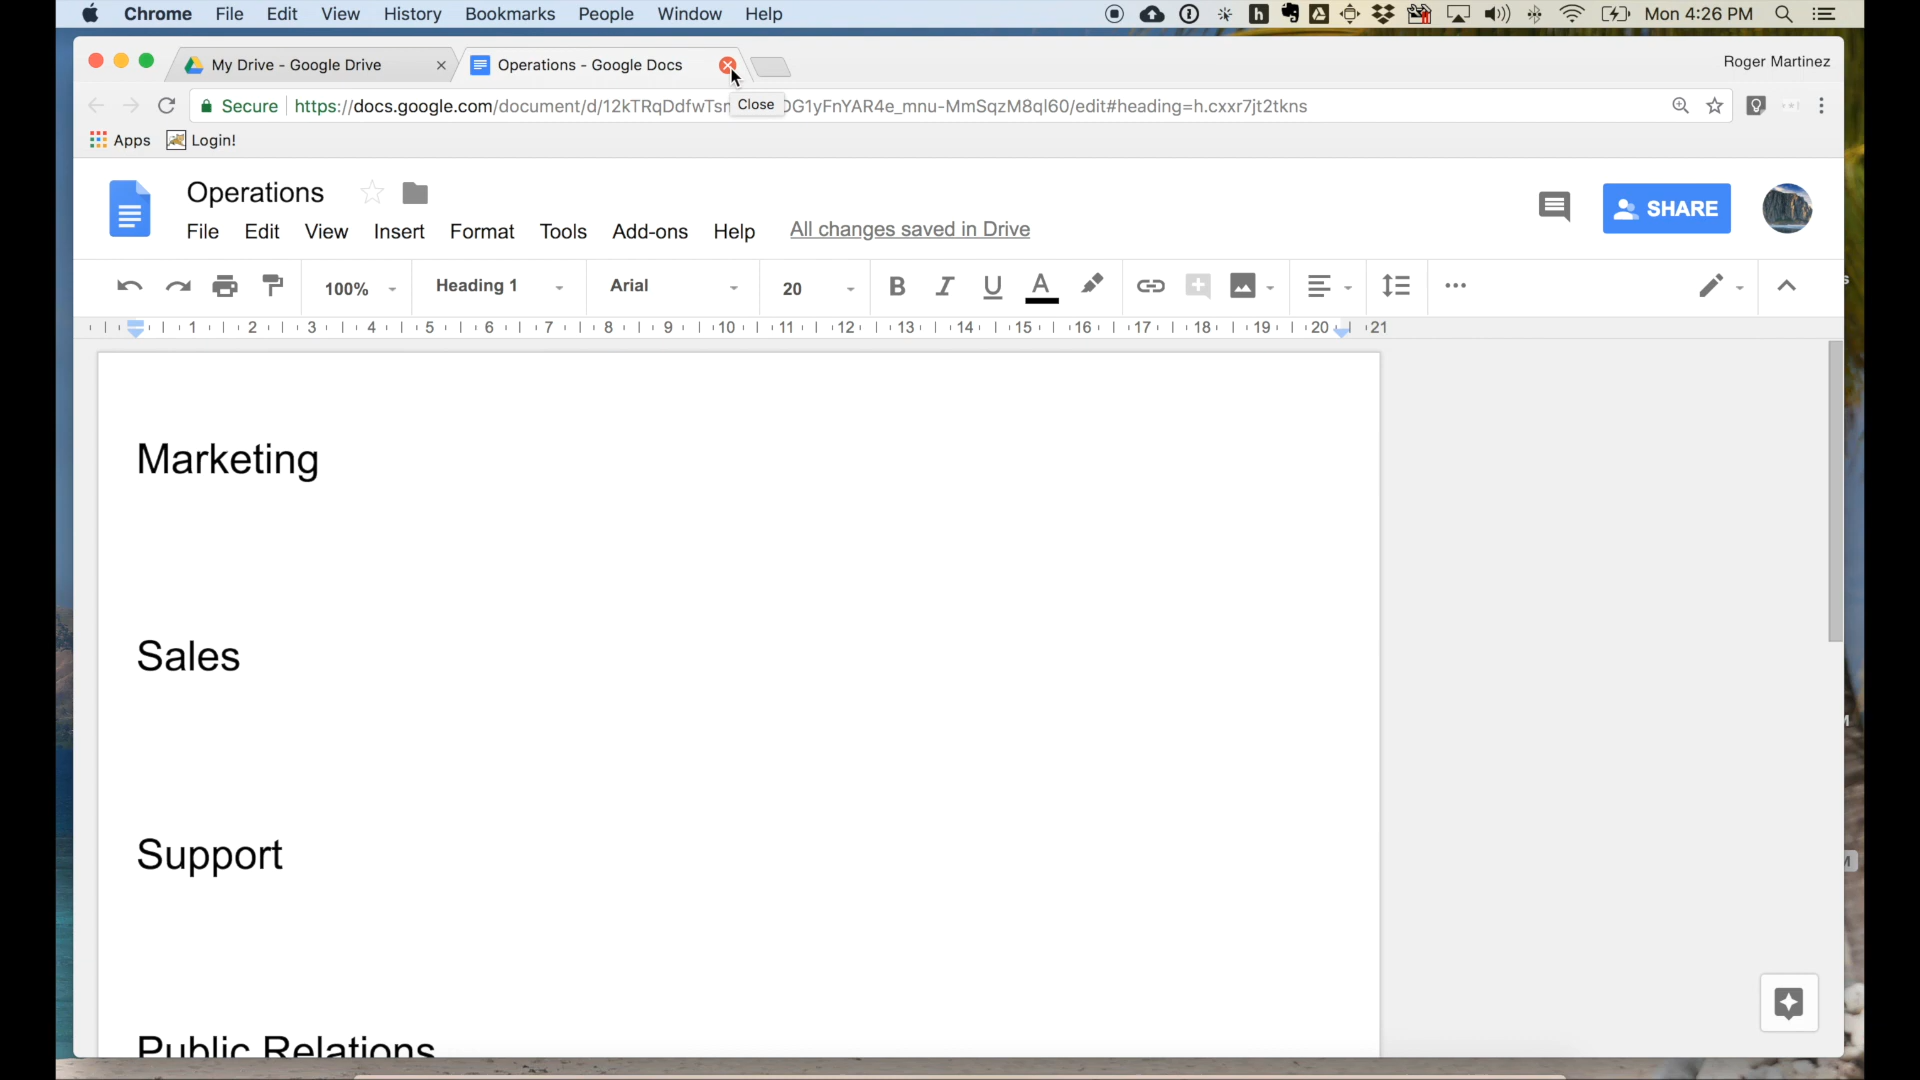 Chrome File Edit View History Bookmarks People Window Help Mon 4:26 PM
My Drive - Google Drive Operations - Google Docs Roger Martinez
Secure https://docs.google.com/document/d/12kTRqDdfwTsr Close OG1yFnYAR4e_mnu-MmSqzM8ql60/edit#heading=h.cxxr7jt2tkns
Apps Login!
Operations
File Edit View Insert Format Tools Add-ons Help All changes saved in Drive SHARE
100% Heading 1 Arial 20 B I U A
1 2 3 4 5 6 7 8 9 10 11 12 13 14 15 16 17 18 19 20 21
Marketing
Sales
Support
Public Relations